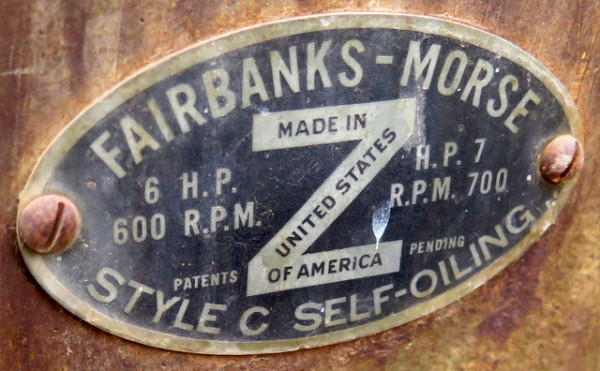 FAIRBANKS-MORSE
Z
MADE IN
UNITED STATES
OF AMERICA
6 H.P.
600 R.P.M.
H.P. 7
R.P.M. 700
PATENTS PENDING
STYLE C SELF-OILING